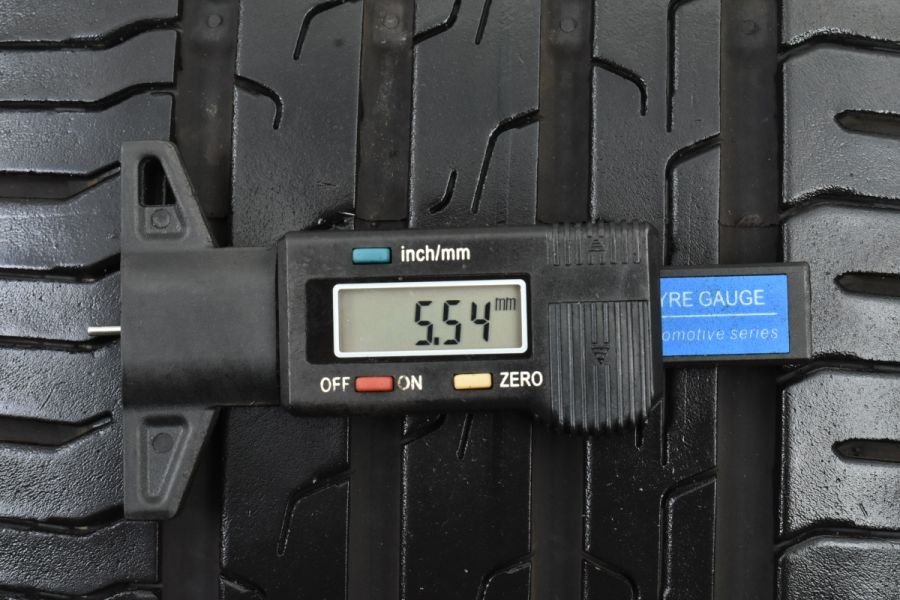 inch/mm
5.54 mm
YRE GAUGE
omotive series
OFF ON ZERO